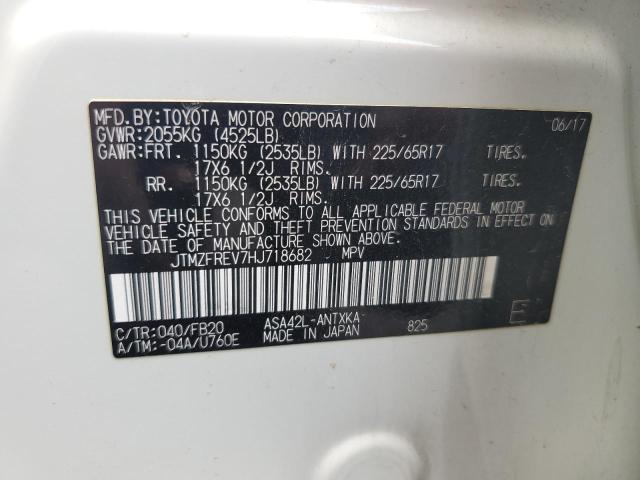 MFD.BY:TOYOTA MOTOR CORPORATION 06/17
GVWR:2055KG (4525LB)
GAWR:FRT. 1150KG (2535LB) WITH 225/65R17 TIRES.
17X6 1/2J RIMS.
RR. 1150KG (2535LB) WITH 225/65R17 TIRES.
17X6 1/2J RIMS.
THIS VEHICLE CONFORMS TO ALL APPLICABLE FEDERAL MOTOR
VEHICLE SAFETY AND THEFT PREVENTION STANDARDS IN EFFECT ON
THE DATE OF MANUFACTURE SHOWN ABOVE.
JTMZFREV7HJ718682 MPV
C/TR:040/FB20 ASA42L-ANTXKA 825 E
A/TM:-04A/U760E MADE IN JAPAN